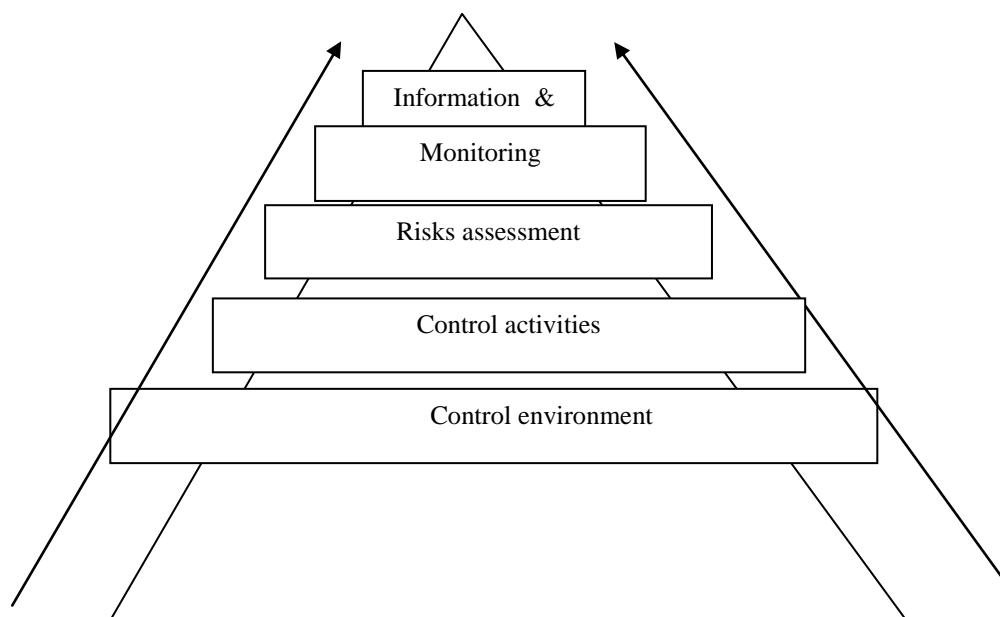 Information &
Monitoring
Risks assessment
Control activities
Control environment